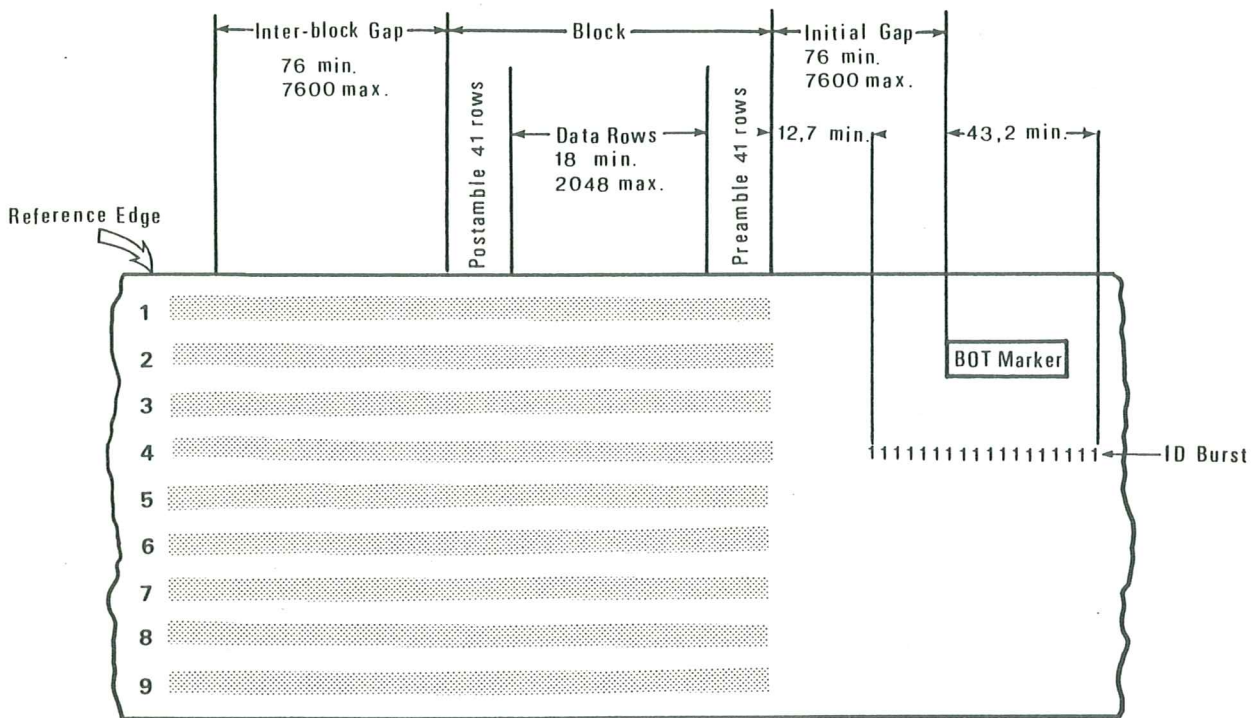 Inter-block Gap
76 min.
7600 max.
Block
Initial Gap
76 min.
7600 max.
Postamble 41 rows
Data Rows
18 min.
2048 max.
Preamble 41 rows
12,7 min.
43,2 min.
Reference Edge
1
2
BOT Marker
3
4
1111111111111111111
ID Burst
5
6
7
8
9